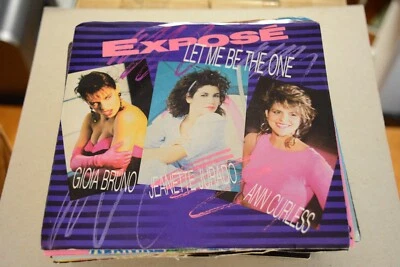 EXPOSÉ
LET ME BE THE ONE
GIOIA BRUNO
JEANETTE JURADO
ANN CURLESS